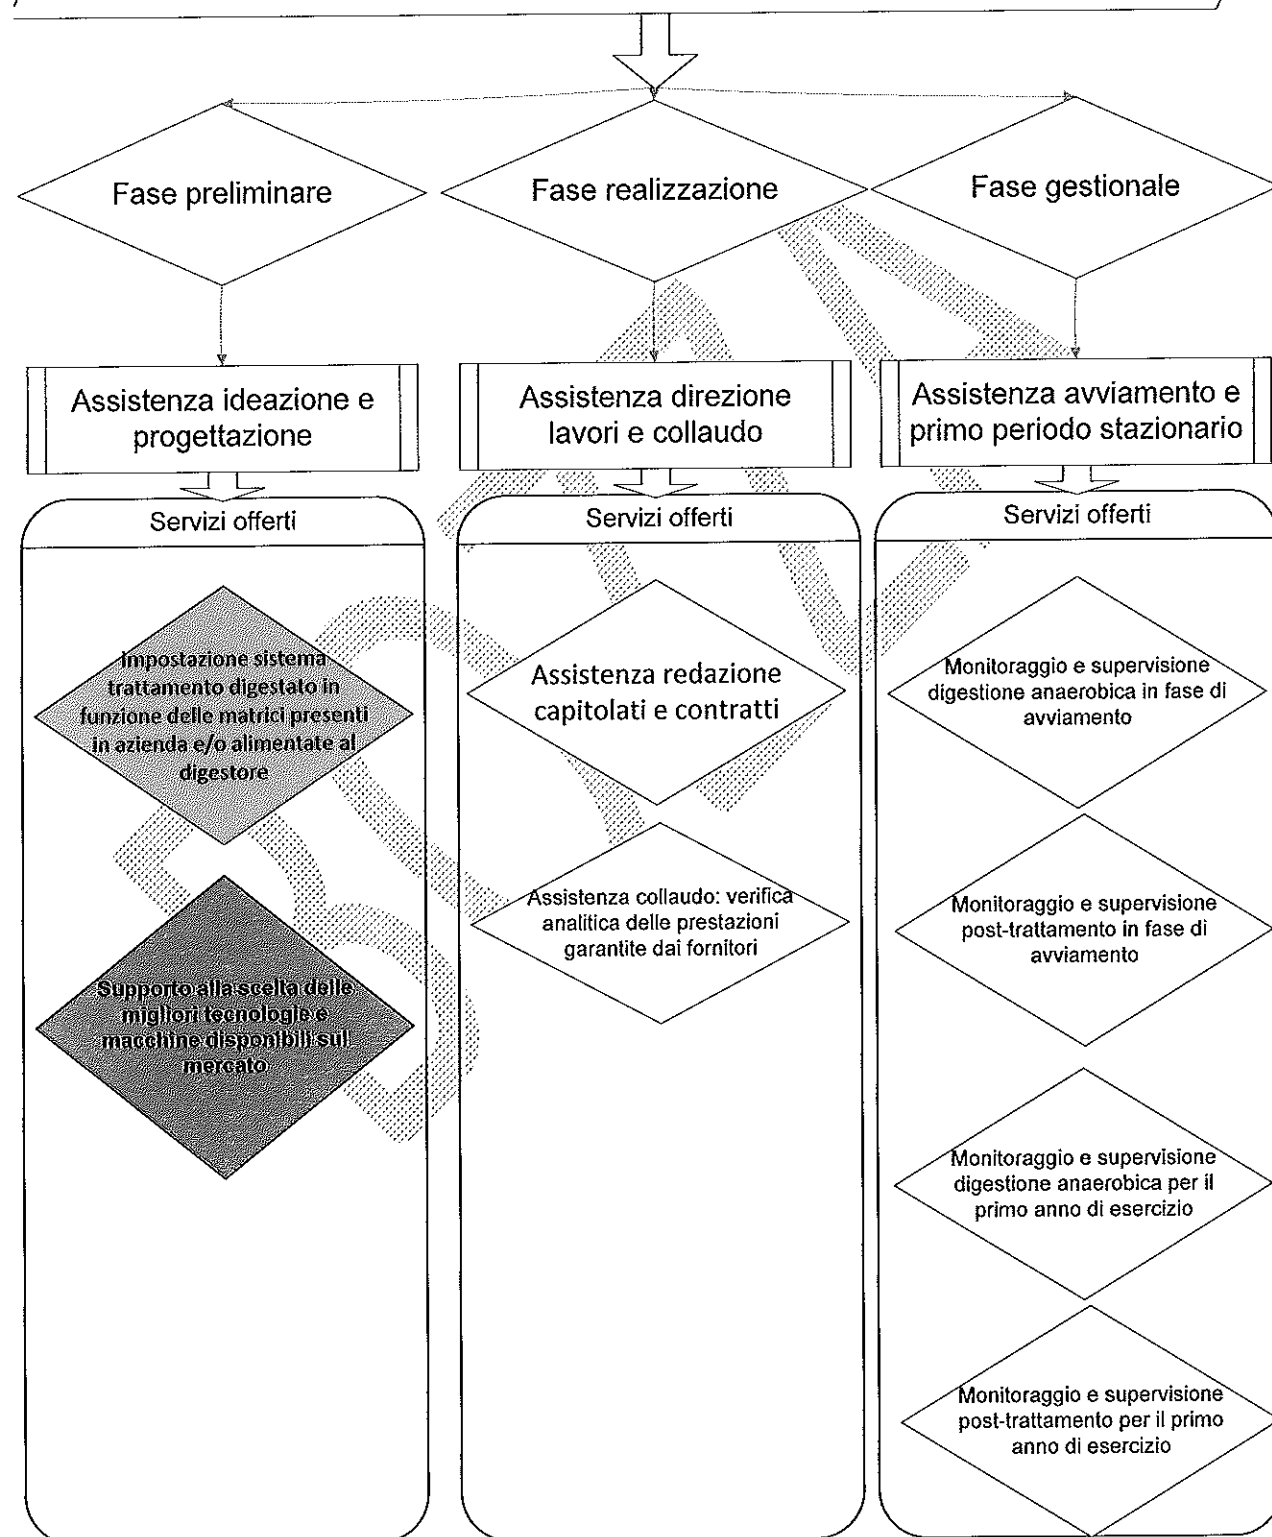 Fase preliminare
Fase realizzazione
Fase gestionale
Assistenza ideazione e
progettazione
Assistenza direzione
lavori e collaudo
Assistenza avviamento e
primo periodo stazionario
Servizi offerti
Servizi offerti
Servizi offerti
Impostazione sistema
trattamento digestato in
funzione delle matrici presenti
in azienda e/o alimentate al
digestore
Supporto alla scelta delle
migliori tecnologie e
macchine disponibili sul
mercato
Assistenza redazione
capitolati e contratti
Assistenza collaudo: verifica
analitica delle prestazioni
garantite dai fornitori
Monitoraggio e supervisione
digestione anaerobica in fase di
avviamento
Monitoraggio e supervisione
post-trattamento in fase di
avviamento
Monitoraggio e supervisione
digestione anaerobica per il
primo anno di esercizio
Monitoraggio e supervisione
post-trattamento per il primo
anno di esercizio